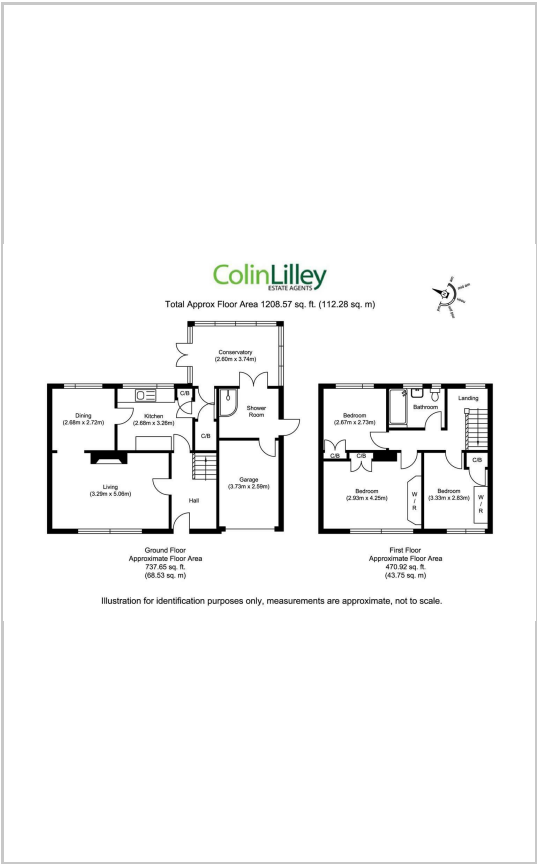 ColinLilley
ESTATE AGENTS
Total Approx Floor Area 1208.57 sq. ft. (112.28 sq. m)
Conservatory
(2.60m x 3.74m)
C/B
Dining
(2.68m x 2.72m)
Kitchen
(2.68m x 3.26m)
C/B
Shower
Room
Living
(3.29m x 5.06m)
Hall
Garage
(3.73m x 2.59m)
Ground Floor
Approximate Floor Area
737.65 sq. ft.
(68.53 sq. m)
Bedroom
(2.67m x 2.73m)
Bathroom
Landing
C/B
C/B
C/B
Bedroom
(2.93m x 4.25m)
W
/
R
Bedroom
(3.33m x 2.83m)
W
/
R
First Floor
Approximate Floor Area
470.92 sq. ft.
(43.75 sq. m)
Illustration for identification purposes only, measurements are approximate, not to scale.